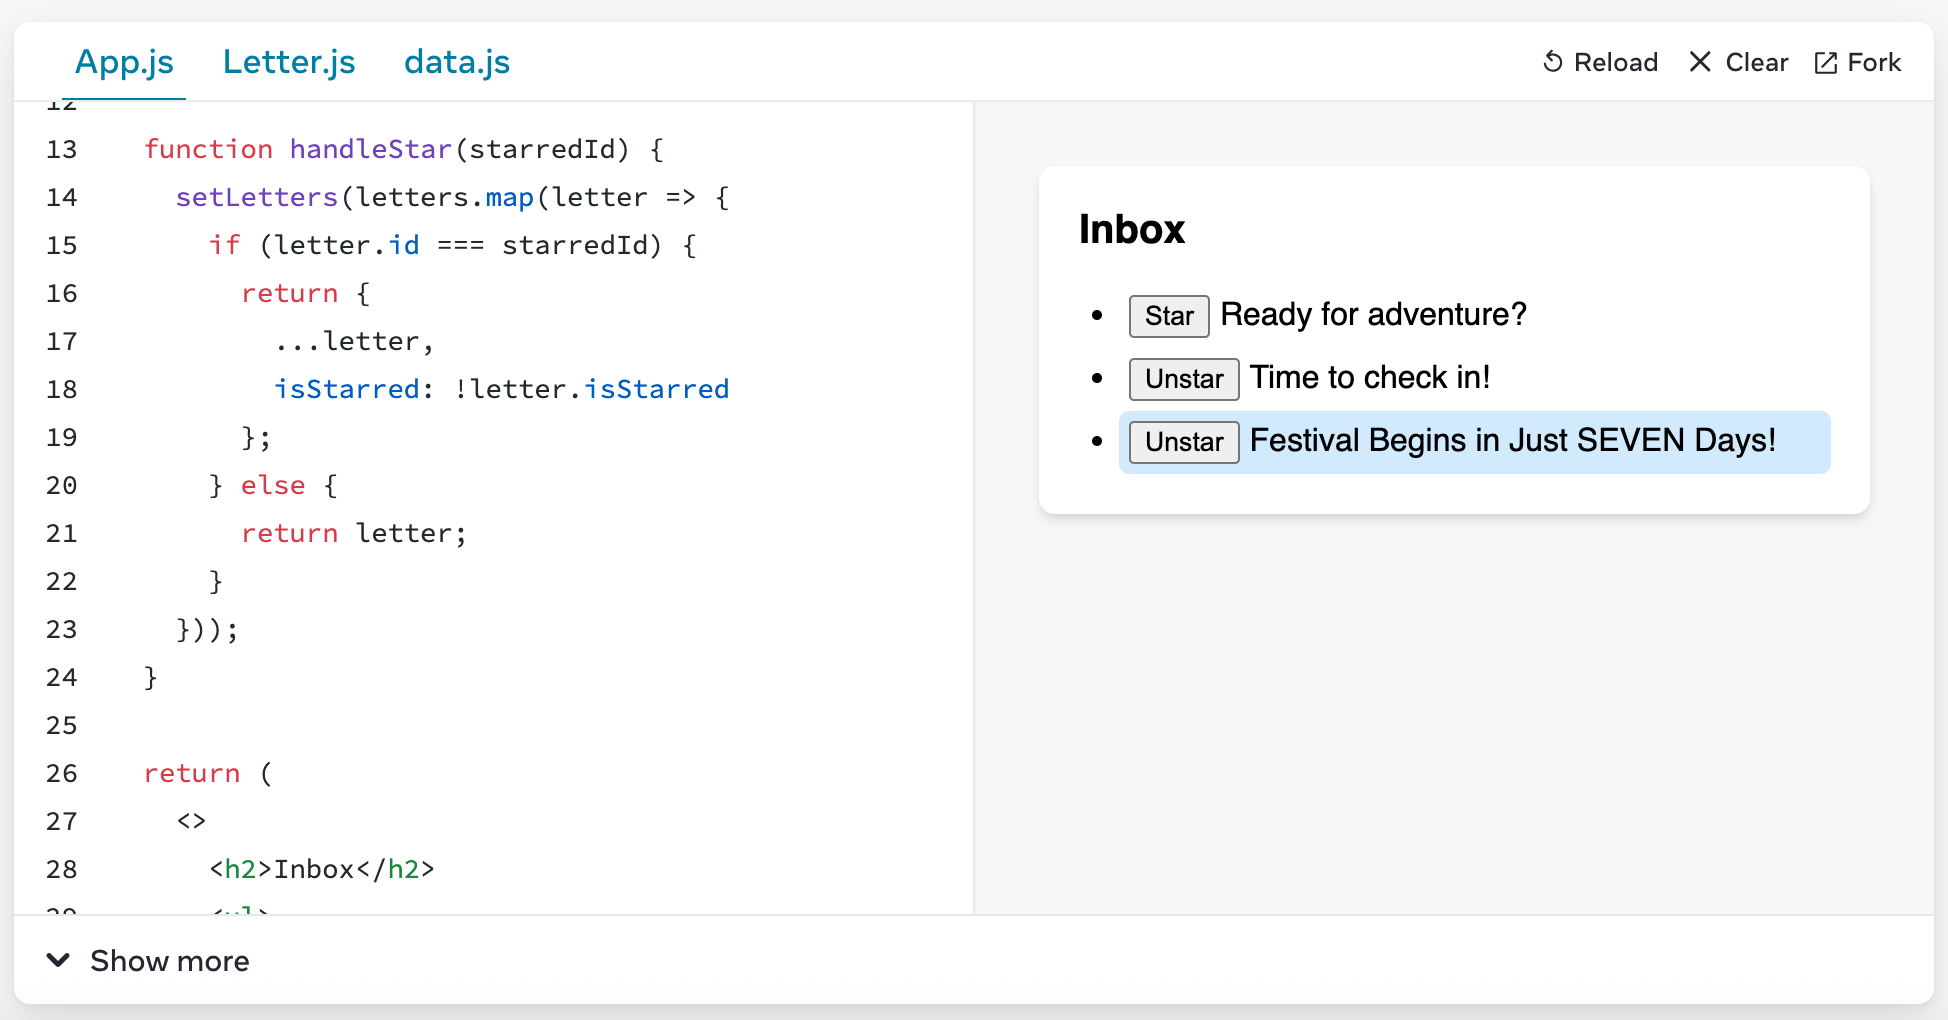 App.js Letter.js data.js Reload Clear Fork
12
13 function handleStar(starredId) {
14 setLetters(letters.map(letter => {
15 if (letter.id === starredId) {
16 return {
17 ...letter,
18 isStarred: !letter.isStarred
19 };
20 } else {
21 return letter;
22 }
23 }));
24 }
25
26 return (
27 <>
28 <h2>Inbox</h2>
29 <ul>
Show more
Inbox
• Star Ready for adventure?
• Unstar Time to check in!
• Unstar Festival Begins in Just SEVEN Days!